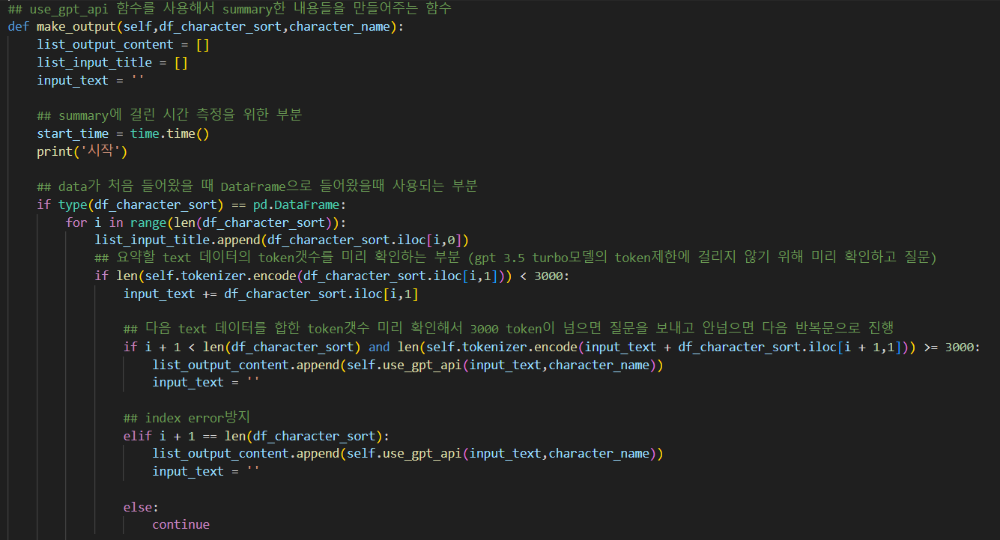 ## use_gpt_api 함수를 사용해서 summary한 내용들을 만들어주는 함수
def make_output(self,df_character_sort,character_name):
list_output_content = []
list_input_title = []
input_text = ''
## summary에 걸린 시간 측정을 위한 부분
start_time = time.time()
print('시작')
## data가 처음 들어왔을 때 DataFrame으로 들어왔을때 사용되는 부분
if type(df_character_sort) == pd.DataFrame:
for i in range(len(df_character_sort)):
list_input_title.append(df_character_sort.iloc[i,0])
## 요약할 text 데이터의 token갯수를 미리 확인하는 부분 (gpt 3.5 turbo모델의 token제한에 걸리지 않기 위해 미리 확인하고 질문)
if len(self.tokenizer.encode(df_character_sort.iloc[i,1])) < 3000:
input_text += df_character_sort.iloc[i,1]
## 다음 text 데이터를 합한 token갯수 미리 확인해서 3000 token이 넘으면 질문을 보내고 안넘으면 다음 반복문으로 진행
if i + 1 < len(df_character_sort) and len(self.tokenizer.encode(input_text + df_character_sort.iloc[i + 1,1])) >= 3000:
list_output_content.append(self.use_gpt_api(input_text,character_name))
input_text = ''
## index error방지
elif i + 1 == len(df_character_sort):
list_output_content.append(self.use_gpt_api(input_text,character_name))
input_text = ''
else:
continue